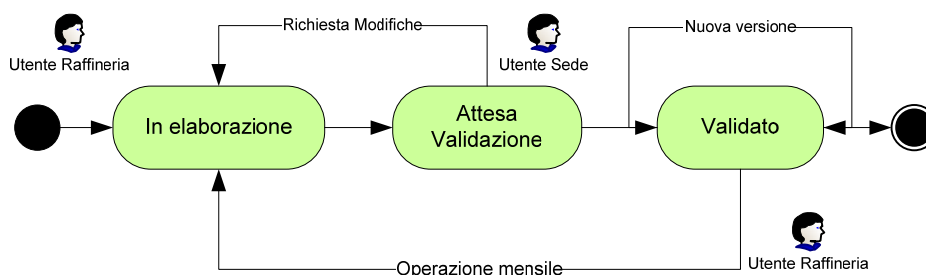 Richiesta Modifiche
Nuova versione
Utente Raffineria
Utente Sede
In elaborazione
Attesa
Validazione
Validato
Operazione mensile
Utente Raffineria